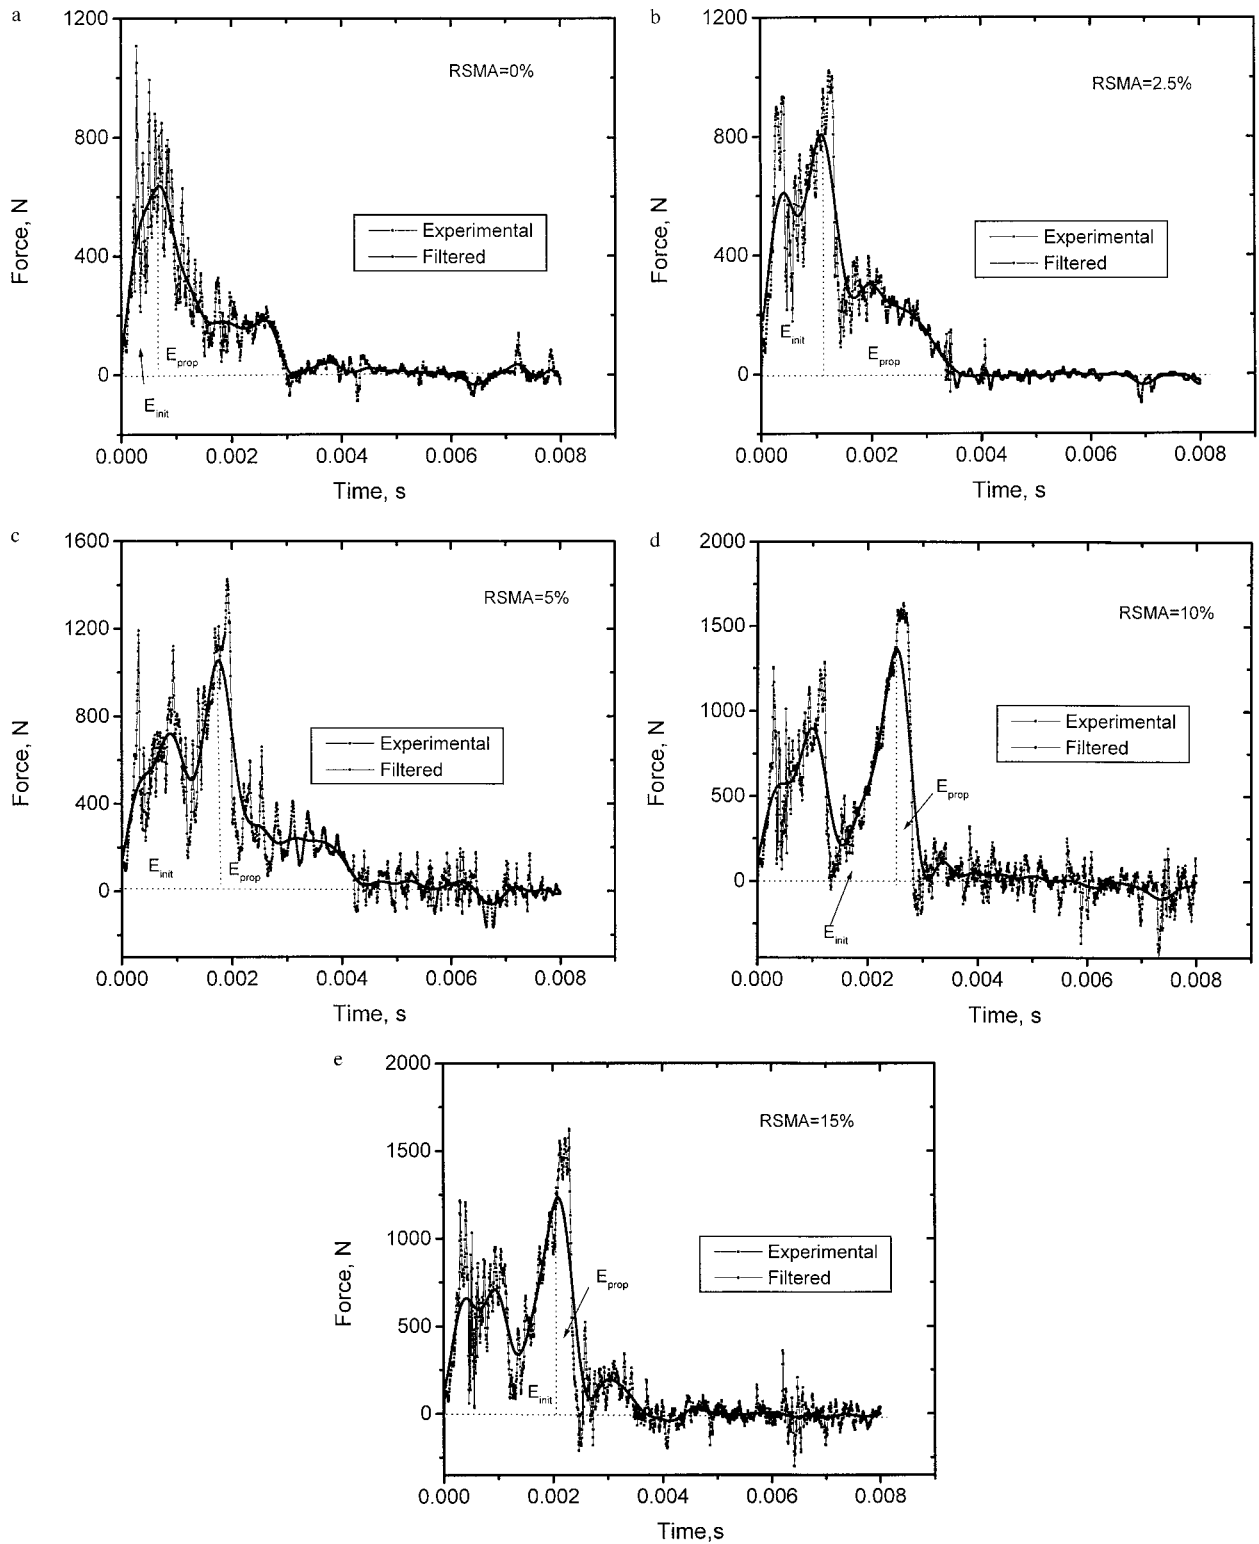 a
1200
800
400
0
Force, N
RSMA=0%
Experimental
Filtered
E_prop
E_init
0.000 0.002 0.004 0.006 0.008
Time, s
b
1200
800
400
0
Force, N
RSMA=2.5%
Experimental
Filtered
E_init
E_prop
0.000 0.002 0.004 0.006 0.008
Time, s
c
1600
1200
800
400
0
Force, N
RSMA=5%
Experimental
Filtered
E_init
E_prop
0.000 0.002 0.004 0.006 0.008
Time, s
d
2000
1500
1000
500
0
Force, N
RSMA=10%
Experimental
Filtered
E_prop
E_init
0.000 0.002 0.004 0.006 0.008
Time, s
e
2000
1500
1000
500
0
Force, N
RSMA=15%
Experimental
Filtered
E_prop
E_init
0.000 0.002 0.004 0.006 0.008
Time,s